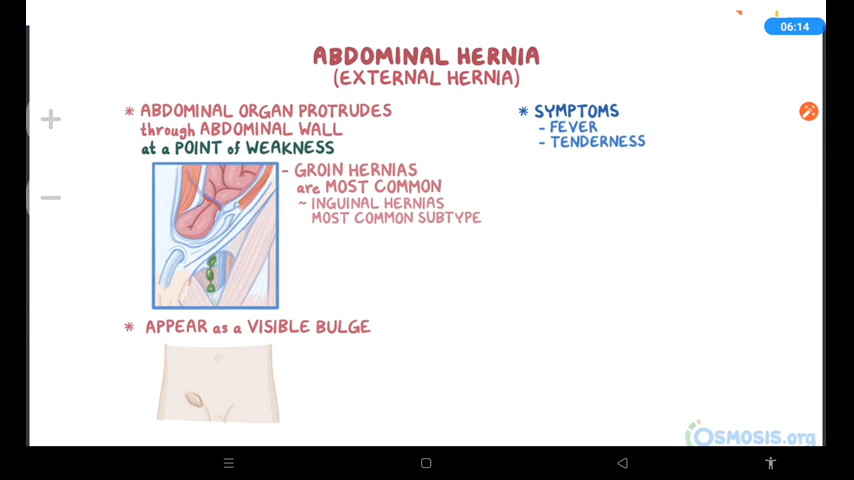 06:14
ABDOMINAL HERNIA
(EXTERNAL HERNIA)
* ABDOMINAL ORGAN PROTRUDES
through ABDOMINAL WALL
at a POINT of WEAKNESS
- GROIN HERNIAS
are MOST COMMON
~ INGUINAL HERNIAS
MOST COMMON SUBTYPE
* APPEAR as a VISIBLE BULGE
* SYMPTOMS
- FEVER
- TENDERNESS
OSMOSIS.org